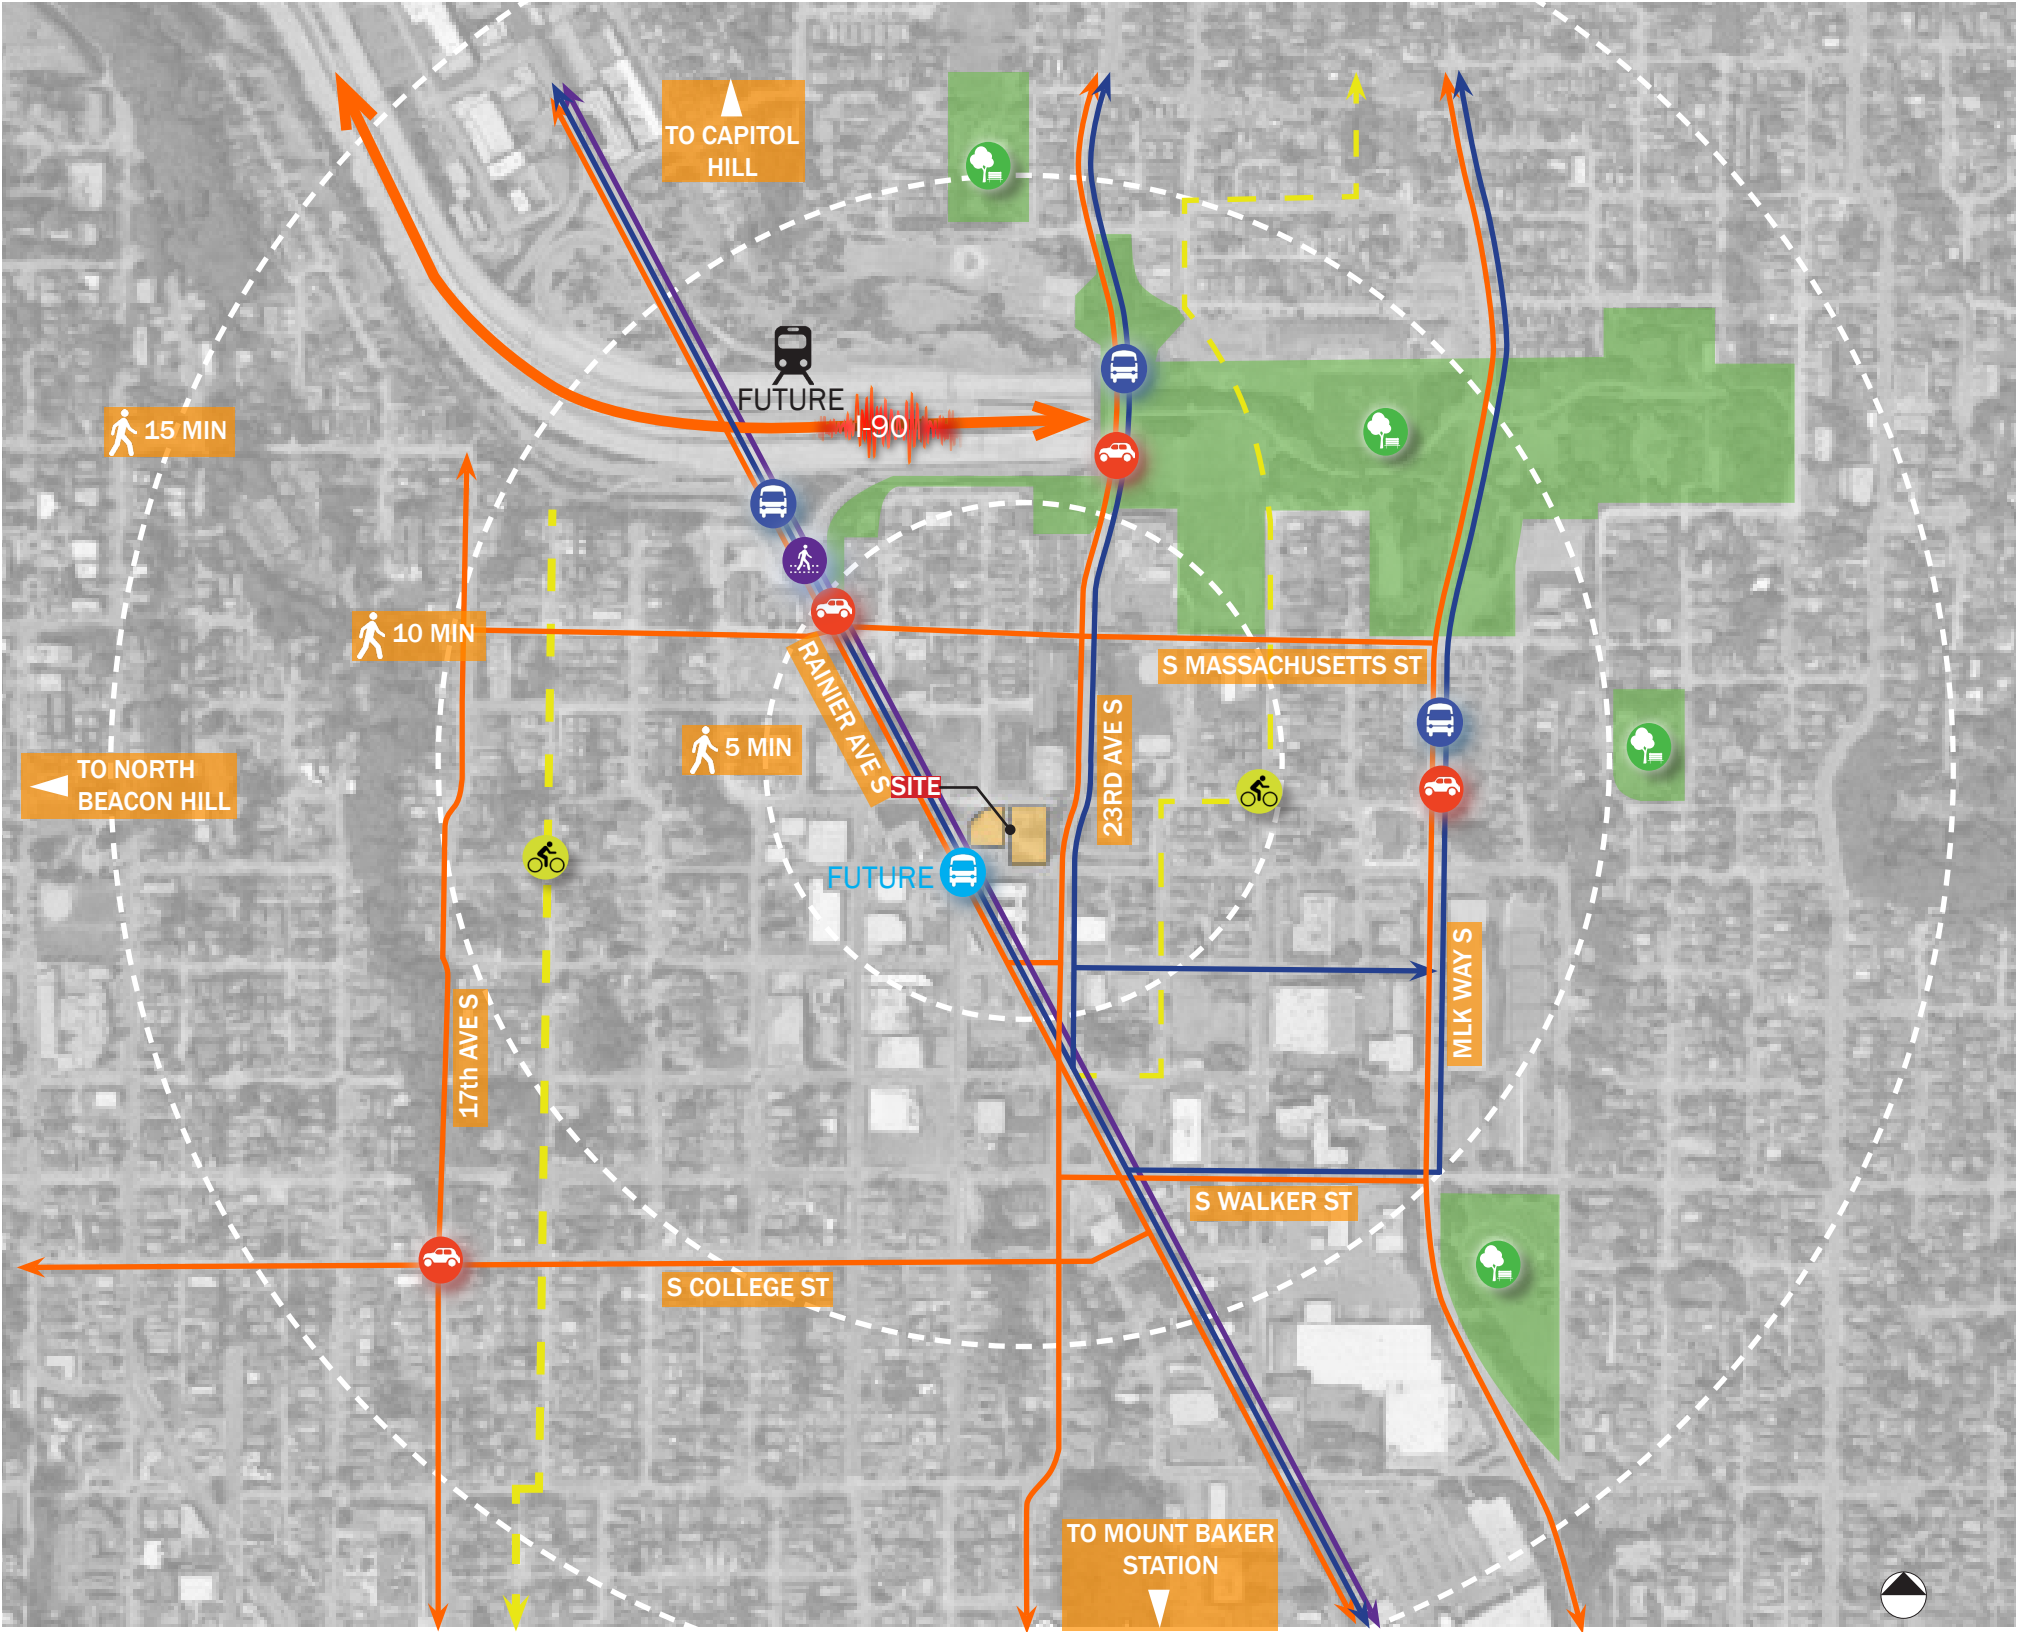 TO CAPITOL
HILL
FUTURE
I-90
15 MIN
10 MIN
S MASSACHUSETTS ST
RAINIER AVE S
23RD AVE S
5 MIN
TO NORTH
BEACON HILL
SITE
FUTURE
MLK WAY S
17th AVE S
S WALKER ST
S COLLEGE ST
TO MOUNT BAKER
STATION